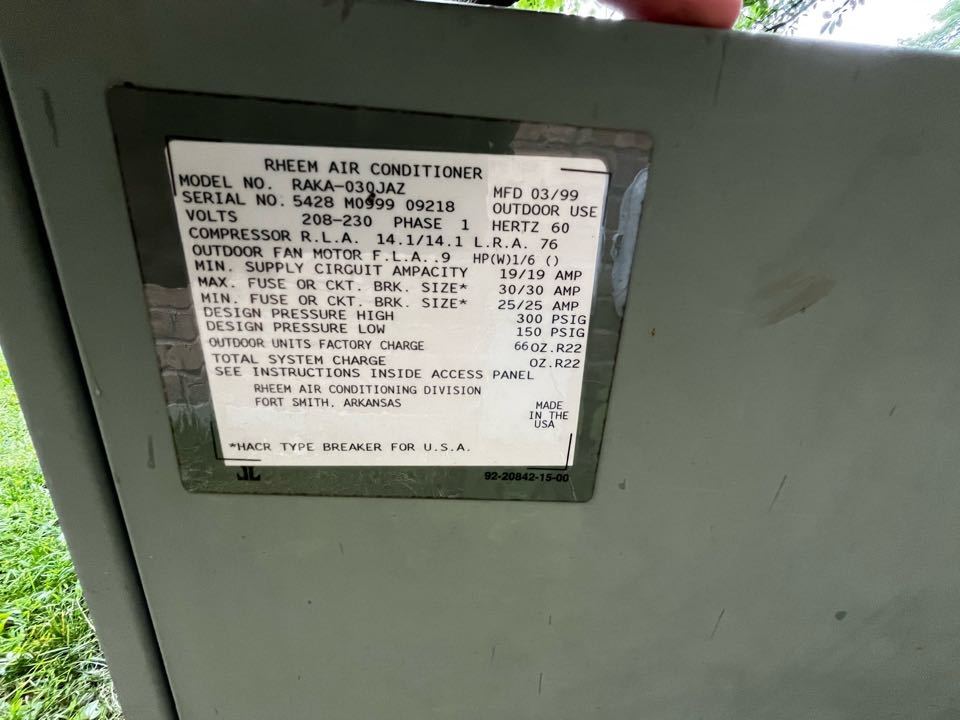 RHEEM AIR CONDITIONER
MODEL NO. RAKA-030JAZ MFD 03/99
SERIAL NO. 5428 M0999 09218 OUTDOOR USE
VOLTS 208-230 PHASE 1 HERTZ 60
COMPRESSOR R.L.A. 14.1/14.1 L.R.A. 76
OUTDOOR FAN MOTOR F.L.A. .9 HP(W)1/6 ()
MIN. SUPPLY CIRCUIT AMPACITY 19/19 AMP
MAX. FUSE OR CKT. BRK. SIZE* 30/30 AMP
MIN. FUSE OR CKT. BRK. SIZE* 25/25 AMP
DESIGN PRESSURE HIGH 300 PSIG
DESIGN PRESSURE LOW 150 PSIG
OUTDOOR UNITS FACTORY CHARGE 66OZ.R22
TOTAL SYSTEM CHARGE OZ.R22
SEE INSTRUCTIONS INSIDE ACCESS PANEL
RHEEM AIR CONDITIONING DIVISION
FORT SMITH, ARKANSAS
MADE
IN THE
USA
*HACR TYPE BREAKER FOR U.S.A.
92-20842-15-00